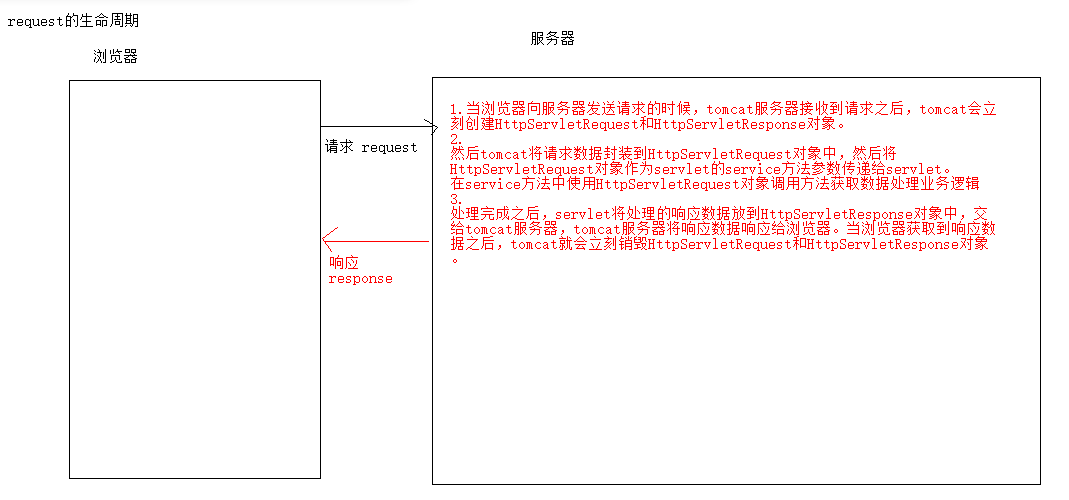 request的生命周期
浏览器
服务器
请求 request
1.当浏览器向服务器发送请求的时候，tomcat服务器接收到请求之后，tomcat会立
刻创建HttpServletRequest和HttpServletResponse对象。
2.
然后tomcat将请求数据封装到HttpServletRequest对象中，然后将
HttpServletRequest对象作为servlet的service方法参数传递给servlet。
在service方法中使用HttpServletRequest对象调用方法获取数据处理业务逻辑
3.
处理完成之后，servlet将处理的响应数据放到HttpServletResponse对象中，交
给tomcat服务器，tomcat服务器将响应数据响应给浏览器。当浏览器获取到响应数
据之后，tomcat就会立刻销毁HttpServletRequest和HttpServletResponse对象
。
响应
response